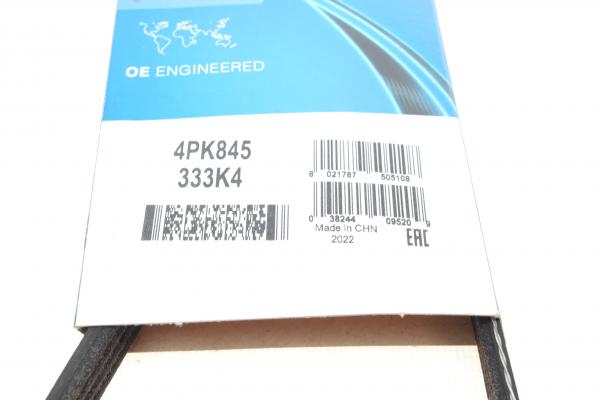 OE ENGINEERED
4PK845
333K4
8 021787 505108
0 38244 09520 9
Made in CHN
2022
EAC